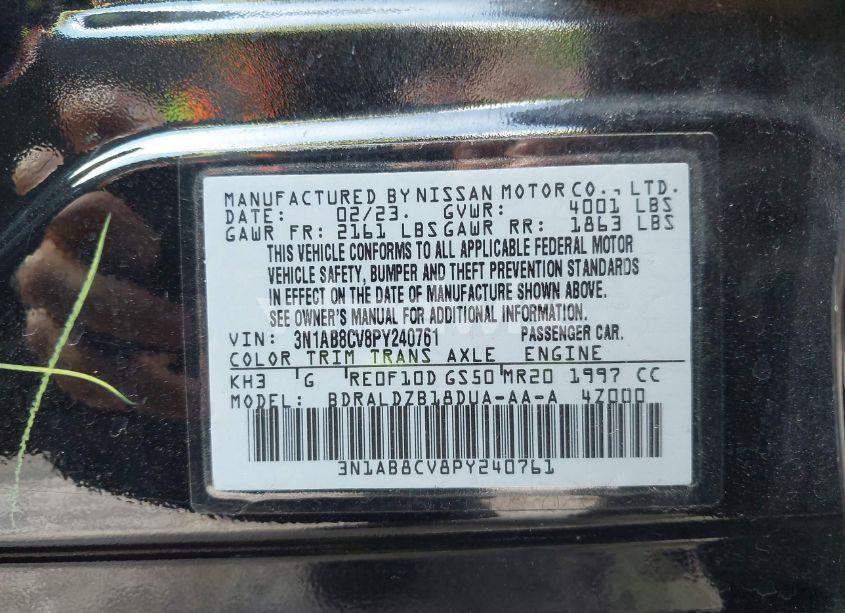 MANUFACTURED BY NISSAN MOTOR CO., LTD.
DATE: 02/23. GVWR: 4001 LBS
GAWR FR: 2161 LBS GAWR RR: 1863 LBS
THIS VEHICLE CONFORMS TO ALL APPLICABLE FEDERAL MOTOR
VEHICLE SAFETY, BUMPER AND THEFT PREVENTION STANDARDS
IN EFFECT ON THE DATE OF MANUFACTURE SHOWN ABOVE.
SEE OWNER'S MANUAL FOR ADDITIONAL INFORMATION.
VIN: 3N1AB8CV8PY240761 PASSENGER CAR.
COLOR TRIM TRANS AXLE ENGINE
KH3 G RE0F10D GS50 MR20 1997 CC
MODEL: BDRALDZB18DUA-AA-A 4Z000
3N1AB8CV8PY240761